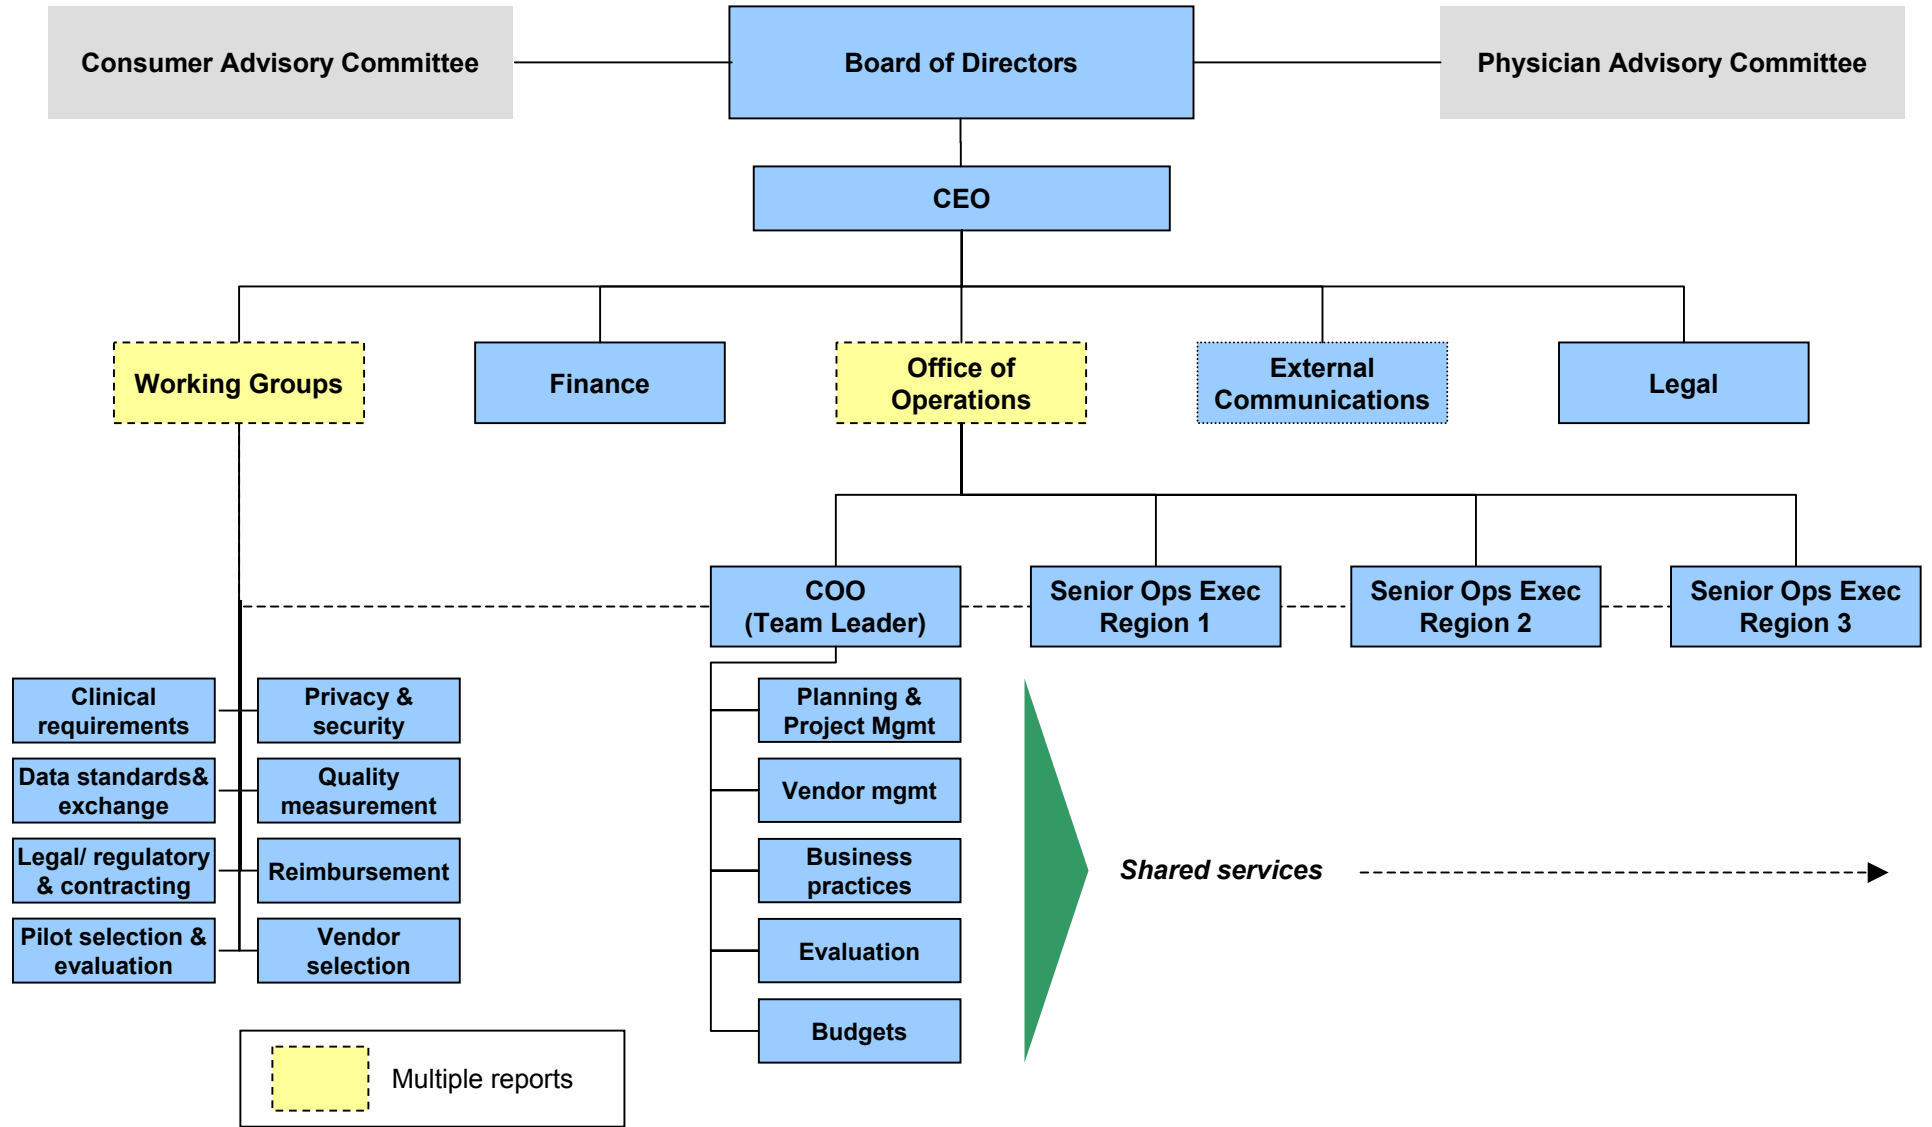 Consumer Advisory Committee
Board of Directors
Physician Advisory Committee
CEO
Working Groups
Finance
Office of
Operations
External
Communications
Legal
COO
(Team Leader)
Senior Ops Exec
Region 1
Senior Ops Exec
Region 2
Senior Ops Exec
Region 3
Clinical
requirements
Privacy &
security
Data standards&
exchange
Quality
measurement
Legal/ regulatory
& contracting
Reimbursement
Pilot selection &
evaluation
Vendor
selection
Planning &
Project Mgmt
Vendor mgmt
Business
practices
Evaluation
Budgets
Shared services
Multiple reports